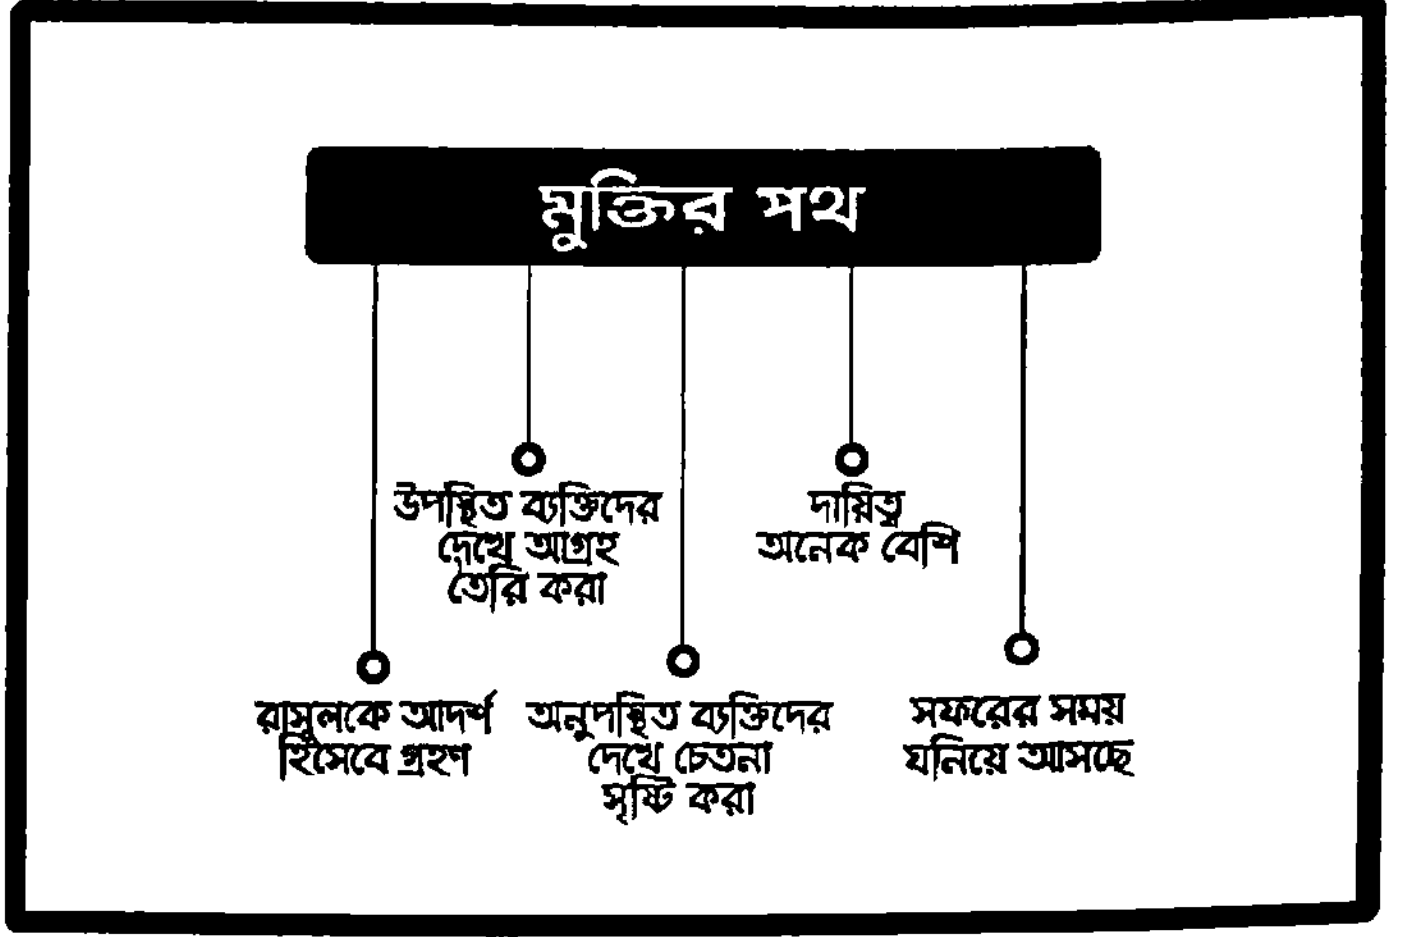 মুক্তির পথ
উপস্থিত ব্যক্তিদের
দেখে আগ্রহ
তৈরি করা
দায়িত্ব
অনেক বেশি
রাসুলকে আদর্শ
হিসেবে গ্রহণ
অনুপস্থিত ব্যক্তিদের
দেখে চেতনা
সৃষ্টি করা
সফরের সময়
ঘনিয়ে আসছে